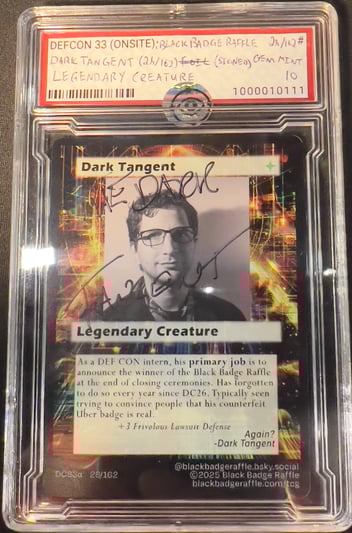 DEFCON 33 (ONSITE); BLACK BADGE RAFFLE 28/162 #
DARK TANGENT (28/162) FOIL (SIGNED) GEM MINT
LEGENDARY CREATURE 10
1000010111
Dark Tangent
THE DARK
TANGENT
Legendary Creature
As a DEF CON intern, his primary job is to
announce the winner of the Black Badge Raffle
at the end of closing ceremonies. Has forgotten
to do so every year since DC26. Typically seen
trying to convince people that his counterfeit
Uber badge is real.
+3 Frivolous Lawsuit Defense
Again?
-Dark Tangent
DC33a 28/162
@blackbadgeraffle.bsky.social
©2025 Black Badge Raffle
blackbadgeraffle.com/tcg